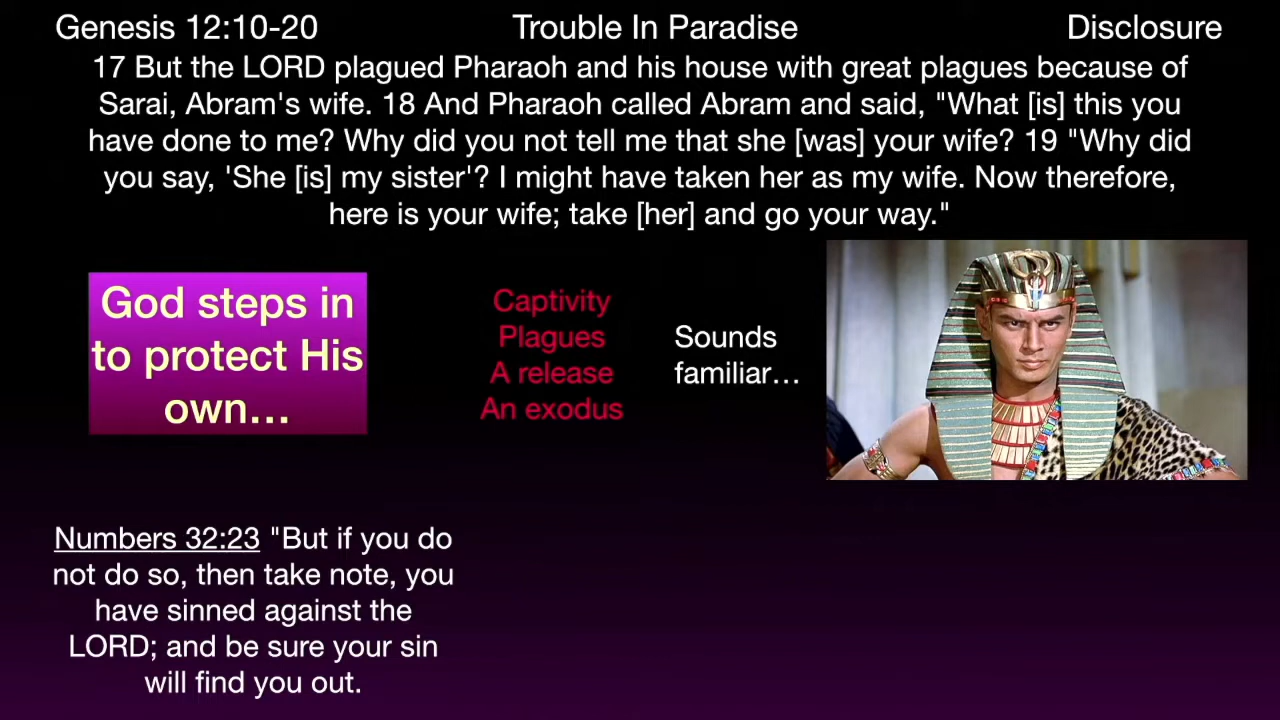 Genesis 12:10-20 Trouble In Paradise Disclosure
17 But the LORD plagued Pharaoh and his house with great plagues because of
Sarai, Abram's wife. 18 And Pharaoh called Abram and said, "What [is] this you
have done to me? Why did you not tell me that she [was] your wife? 19 "Why did
you say, 'She [is] my sister'? I might have taken her as my wife. Now therefore,
here is your wife; take [her] and go your way."
God steps in
to protect His
own...
Captivity
Plagues
A release
An exodus
Sounds
familiar...
Numbers 32:23 "But if you do
not do so, then take note, you
have sinned against the
LORD; and be sure your sin
will find you out.